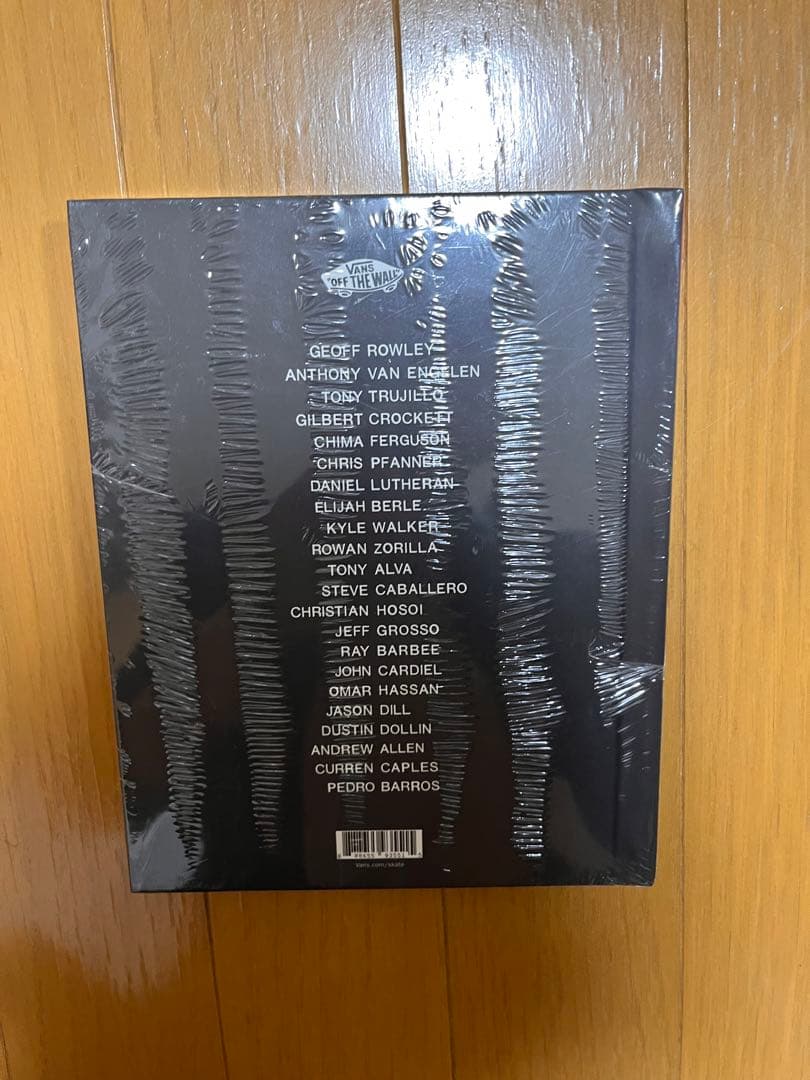 VANS
"OFF THE WALL"
GEOFF ROWLEY
ANTHONY VAN ENGELEN
TONY TRUJILLO
GILBERT CROCKETT
CHIMA FERGUSON
CHRIS PFANNER
DANIEL LUTHERAN
ELIJAH BERLE
KYLE WALKER
ROWAN ZORILLA
TONY ALVA
STEVE CABALLERO
CHRISTIAN HOSOI
JEFF GROSSO
RAY BARBEE
JOHN CARDIEL
OMAR HASSAN
JASON DILL
DUSTIN DOLLIN
ANDREW ALLEN
CURREN CAPLES
PEDRO BARROS
Vans.com/skate